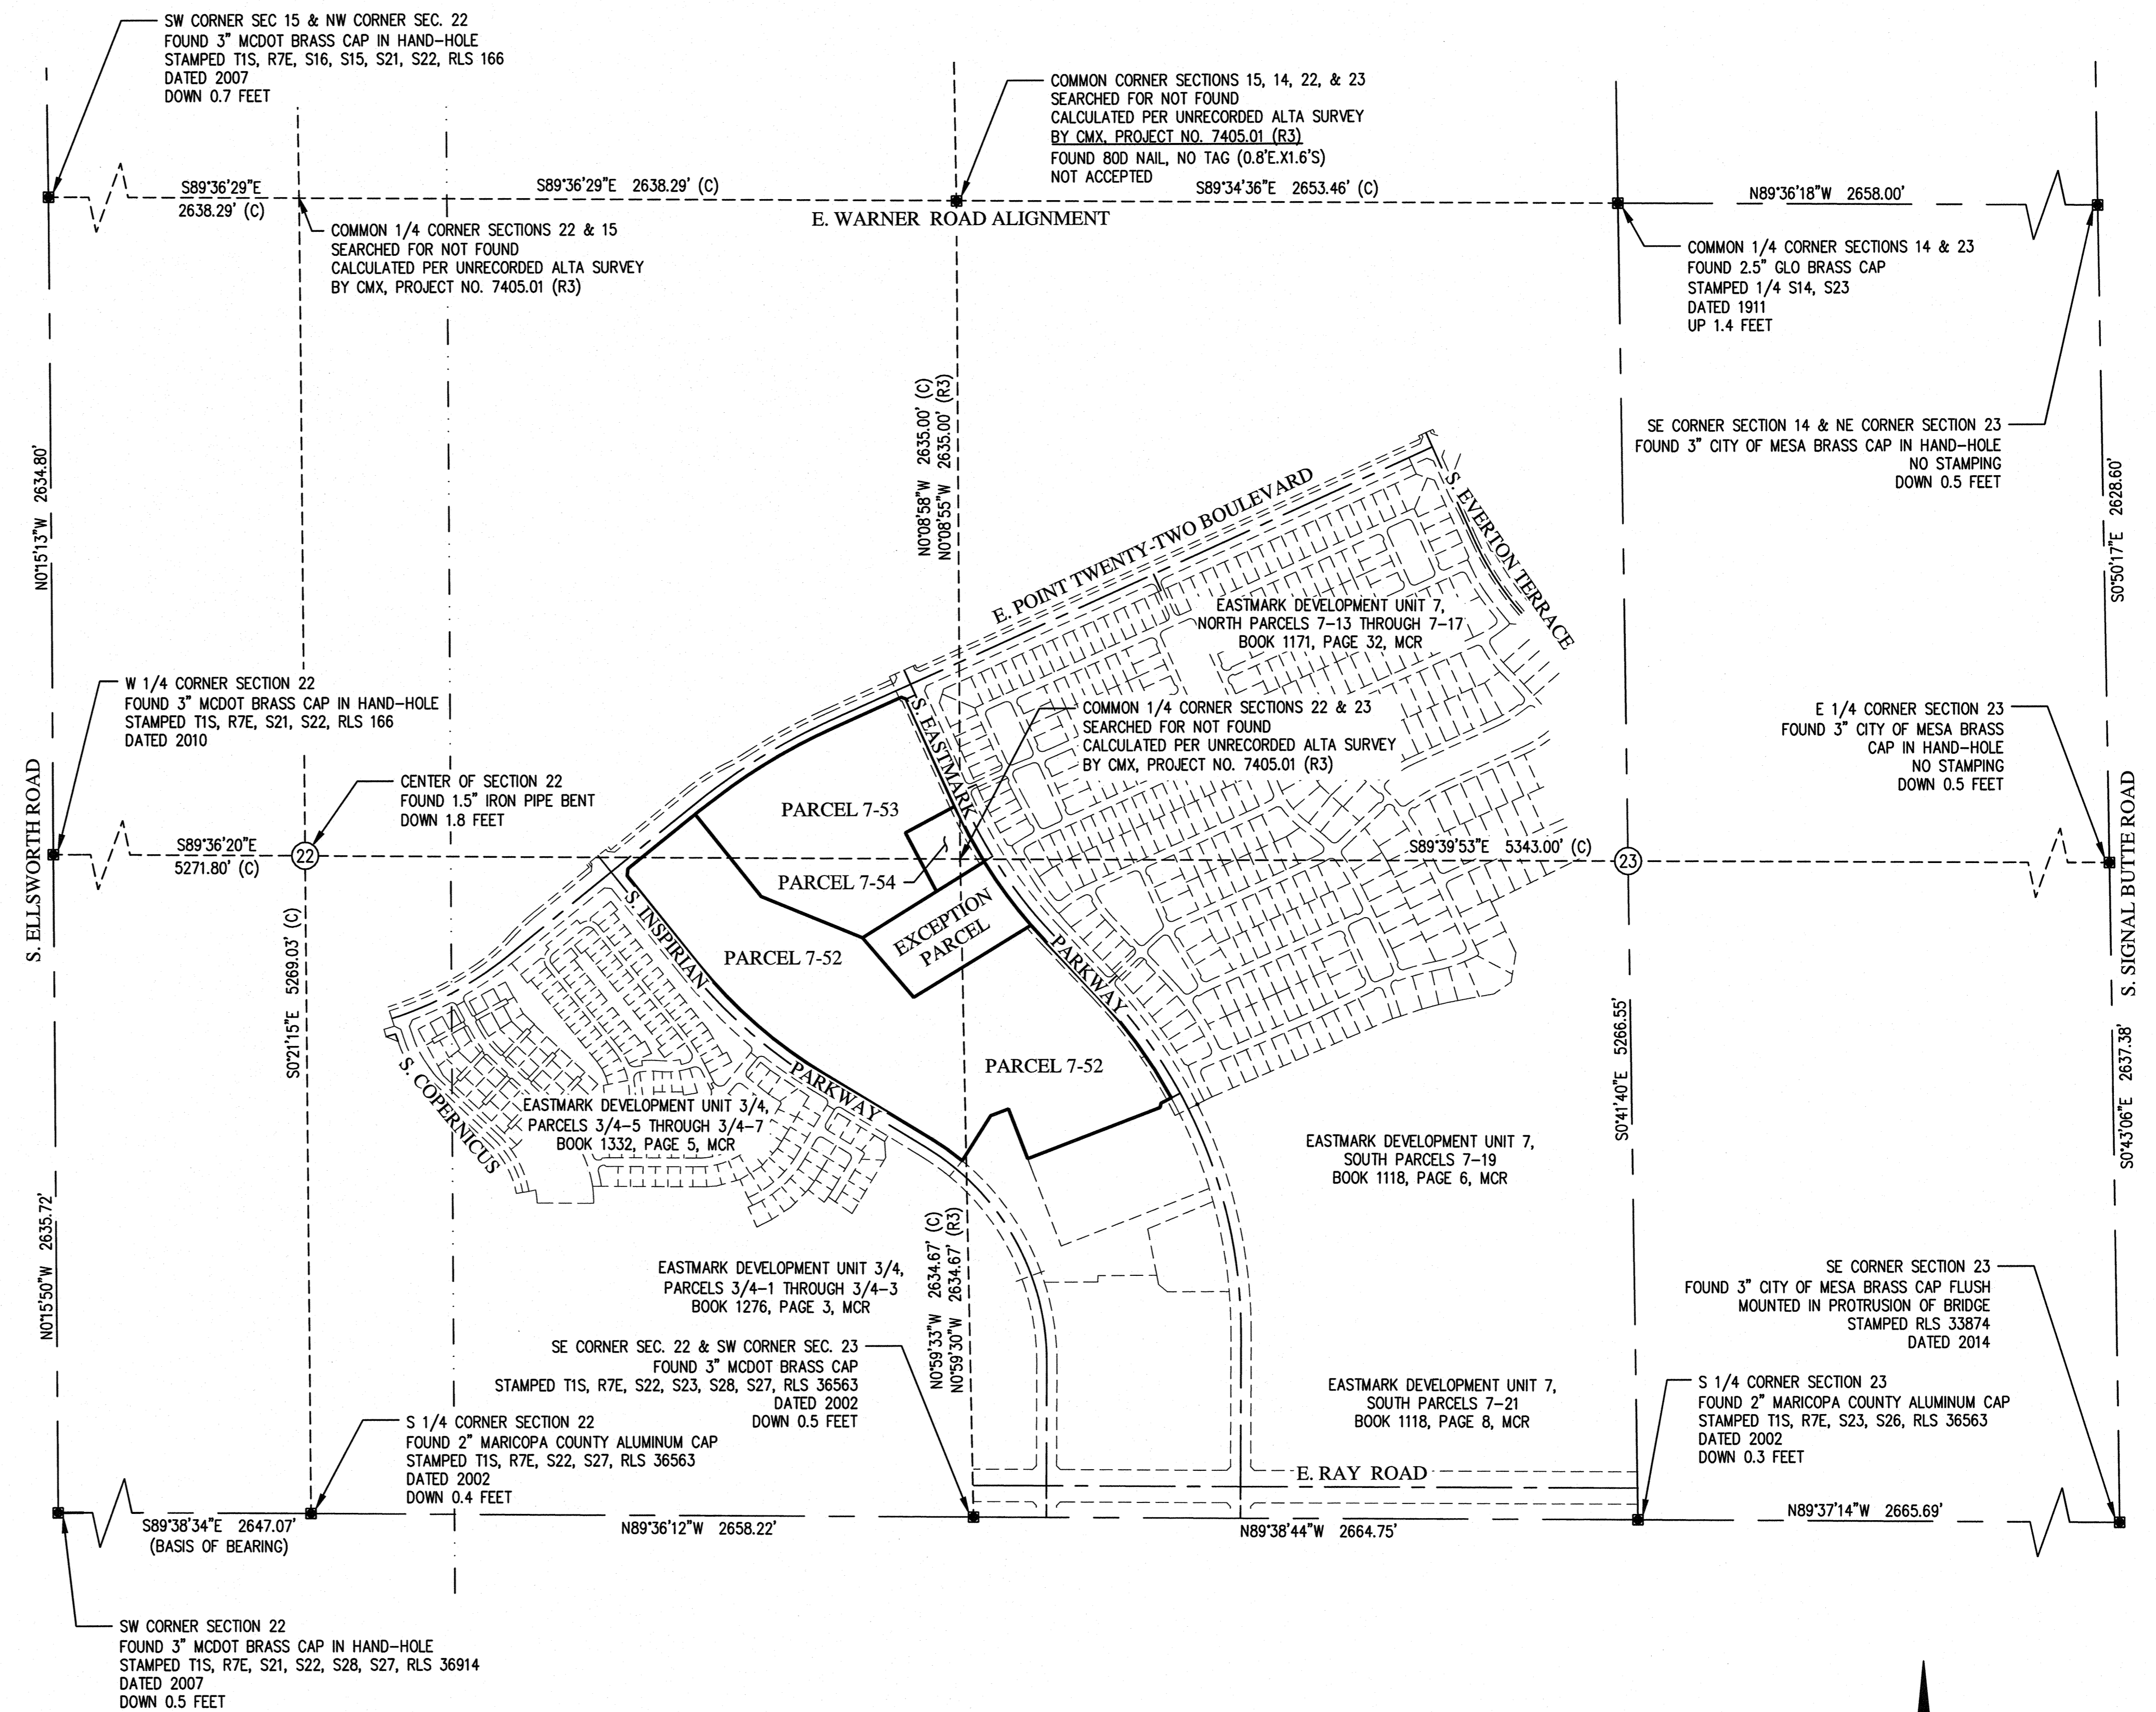 SW CORNER SEC 15 & NW CORNER SEC. 22
FOUND 3" MCDOT BRASS CAP IN HAND-HOLE
STAMPED T1S, R7E, S16, S15, S21, S22, RLS 166
DATED 2007
DOWN 0.7 FEET
COMMON CORNER SECTIONS 15, 14, 22, & 23
SEARCHED FOR NOT FOUND
CALCULATED PER UNRECORDED ALTA SURVEY
BY CMX, PROJECT NO. 7405.01 (R3)
FOUND 80D NAIL, NO TAG (0.8'E.X1.6'S)
NOT ACCEPTED
S89°36'29"E
2638.29' (C)
S89°36'29"E 2638.29' (C)
S89°34'36"E 2653.46' (C)
N89°36'18"W 2658.00'
E. WARNER ROAD ALIGNMENT
COMMON 1/4 CORNER SECTIONS 22 & 15
SEARCHED FOR NOT FOUND
CALCULATED PER UNRECORDED ALTA SURVEY
BY CMX, PROJECT NO. 7405.01 (R3)
COMMON 1/4 CORNER SECTIONS 14 & 23
FOUND 2.5" GLO BRASS CAP
STAMPED 1/4 S14, S23
DATED 1911
UP 1.4 FEET
SE CORNER SECTION 14 & NE CORNER SECTION 23
FOUND 3" CITY OF MESA BRASS CAP IN HAND-HOLE
NO STAMPING
DOWN 0.5 FEET
N0°15'13"W 2634.80'
N0°08'58"W 2635.00' (C)
N0°08'55"W 2635.00' (R3)
S0°50'17"E 2628.60'
E. POINT TWENTY-TWO BOULEVARD
S. EVERTON TERRACE
EASTMARK DEVELOPMENT UNIT 7,
NORTH PARCELS 7-13 THROUGH 7-17
BOOK 1171, PAGE 32, MCR
W 1/4 CORNER SECTION 22
FOUND 3" MCDOT BRASS CAP IN HAND-HOLE
STAMPED T1S, R7E, S21, S22, RLS 166
DATED 2010
COMMON 1/4 CORNER SECTIONS 22 & 23
SEARCHED FOR NOT FOUND
CALCULATED PER UNRECORDED ALTA SURVEY
BY CMX, PROJECT NO. 7405.01 (R3)
E 1/4 CORNER SECTION 23
FOUND 3" CITY OF MESA BRASS
CAP IN HAND-HOLE
NO STAMPING
DOWN 0.5 FEET
CENTER OF SECTION 22
FOUND 1.5" IRON PIPE BENT
DOWN 1.8 FEET
S. ELLSWORTH ROAD
S. SIGNAL BUTTE ROAD
S. EASTMARK
PARKWAY
PARCEL 7-53
S89°36'20"E
5271.80' (C)
22
S89°39'53"E 5343.00' (C)
23
PARCEL 7-54
EXCEPTION
PARCEL
S. INSPIRIAN
PARKWAY
PARCEL 7-52
PARCEL 7-52
S0°21'15"E 5269.03' (C)
S0°41'40"E 5266.55'
S0°43'06"E 2637.38'
S. COPERNICUS
EASTMARK DEVELOPMENT UNIT 3/4,
PARCELS 3/4-5 THROUGH 3/4-7
BOOK 1332, PAGE 5, MCR
EASTMARK DEVELOPMENT UNIT 7,
SOUTH PARCELS 7-19
BOOK 1118, PAGE 6, MCR
N0°15'50"W 2635.72'
N0°59'33"W 2634.67' (C)
N0°59'30"W 2634.67' (R3)
EASTMARK DEVELOPMENT UNIT 3/4,
PARCELS 3/4-1 THROUGH 3/4-3
BOOK 1276, PAGE 3, MCR
SE CORNER SECTION 23
FOUND 3" CITY OF MESA BRASS CAP FLUSH
MOUNTED IN PROTRUSION OF BRIDGE
STAMPED RLS 33874
DATED 2014
SE CORNER SEC. 22 & SW CORNER SEC. 23
FOUND 3" MCDOT BRASS CAP
STAMPED T1S, R7E, S22, S23, S28, S27, RLS 36563
DATED 2002
DOWN 0.5 FEET
EASTMARK DEVELOPMENT UNIT 7,
SOUTH PARCELS 7-21
BOOK 1118, PAGE 8, MCR
S 1/4 CORNER SECTION 23
FOUND 2" MARICOPA COUNTY ALUMINUM CAP
STAMPED T1S, R7E, S23, S26, RLS 36563
DATED 2002
DOWN 0.3 FEET
S 1/4 CORNER SECTION 22
FOUND 2" MARICOPA COUNTY ALUMINUM CAP
STAMPED T1S, R7E, S22, S27, RLS 36563
DATED 2002
DOWN 0.4 FEET
E. RAY ROAD
S89°38'34"E 2647.07'
(BASIS OF BEARING)
N89°36'12"W 2658.22'
N89°38'44"W 2664.75'
N89°37'14"W 2665.69'
SW CORNER SECTION 22
FOUND 3" MCDOT BRASS CAP IN HAND-HOLE
STAMPED T1S, R7E, S21, S22, S28, S27, RLS 36914
DATED 2007
DOWN 0.5 FEET